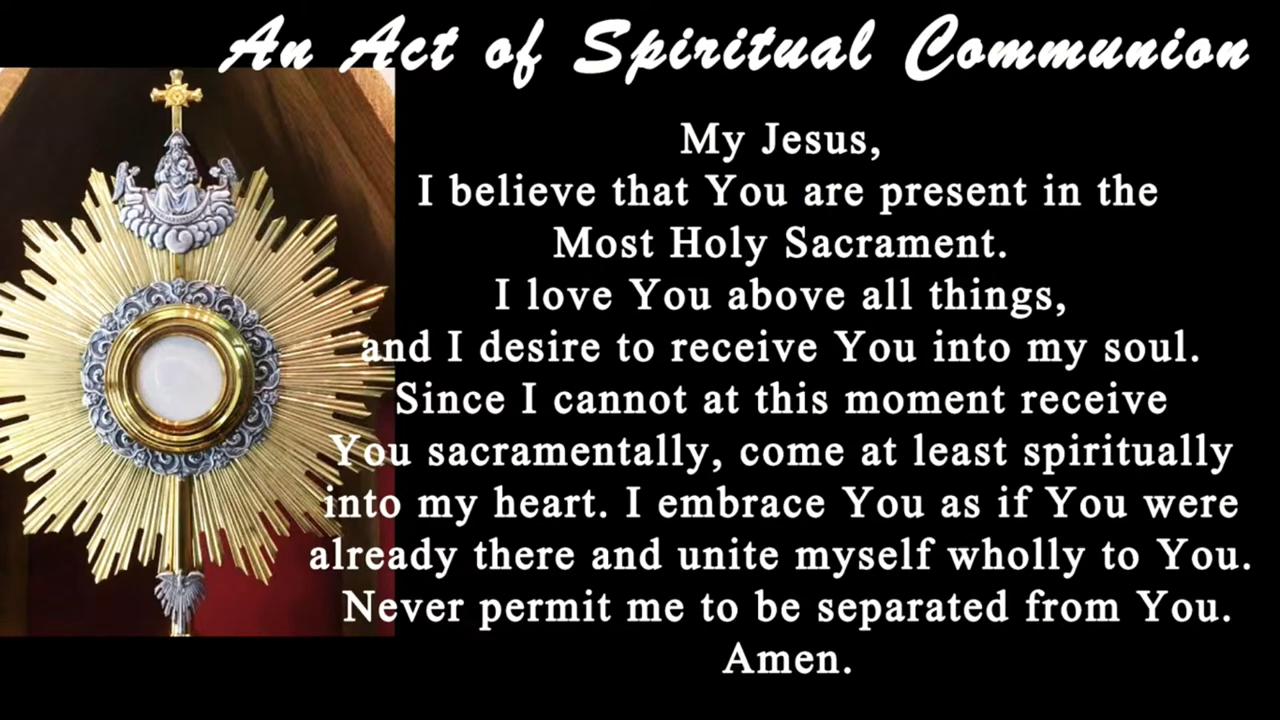 An Act of Spiritual Communion
My Jesus,
I believe that You are present in the
Most Holy Sacrament.
I love You above all things,
and I desire to receive You into my soul.
Since I cannot at this moment receive
You sacramentally, come at least spiritually
into my heart. I embrace You as if You were
already there and unite myself wholly to You.
Never permit me to be separated from You.
Amen.